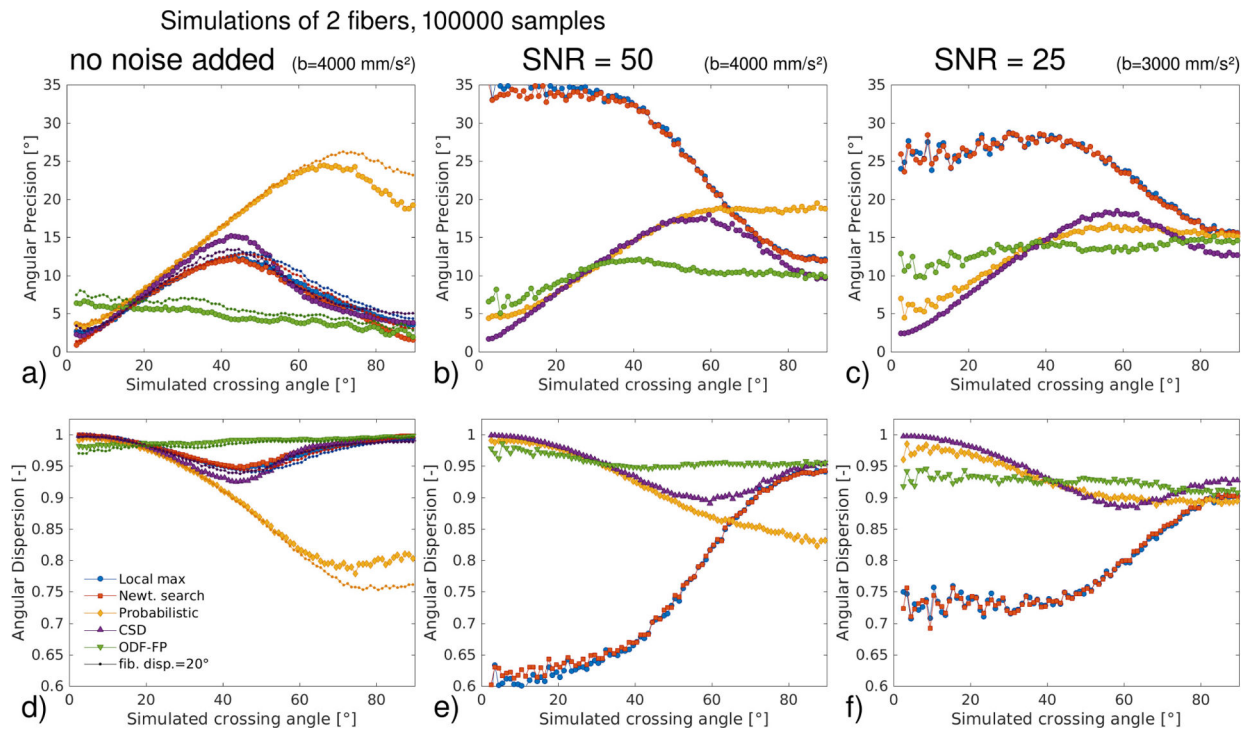 Simulations of 2 fibers, 100000 samples
no noise added (b=4000 mm/s²)
SNR = 50 (b=4000 mm/s²)
SNR = 25 (b=3000 mm/s²)
Angular Precision [°]
35
30
25
20
15
10
5
0
0 20 40 60 80
Simulated crossing angle [°]
a)
Angular Precision [°]
35
30
25
20
15
10
5
0
0 20 40 60 80
Simulated crossing angle [°]
b)
Angular Precision [°]
35
30
25
20
15
10
5
0
0 20 40 60 80
Simulated crossing angle [°]
c)
Angular Dispersion [-]
1
0.95
0.9
0.85
0.8
0.75
0.7
0.65
0.6
Local max
Newt. search
Probabilistic
CSD
ODF-FP
fib. disp.=20°
0 20 40 60 80
Simulated crossing angle [°]
d)
Angular Dispersion [-]
1
0.95
0.9
0.85
0.8
0.75
0.7
0.65
0.6
0 20 40 60 80
Simulated crossing angle [°]
e)
Angular Dispersion [-]
1
0.95
0.9
0.85
0.8
0.75
0.7
0.65
0.6
0 20 40 60 80
Simulated crossing angle [°]
f)